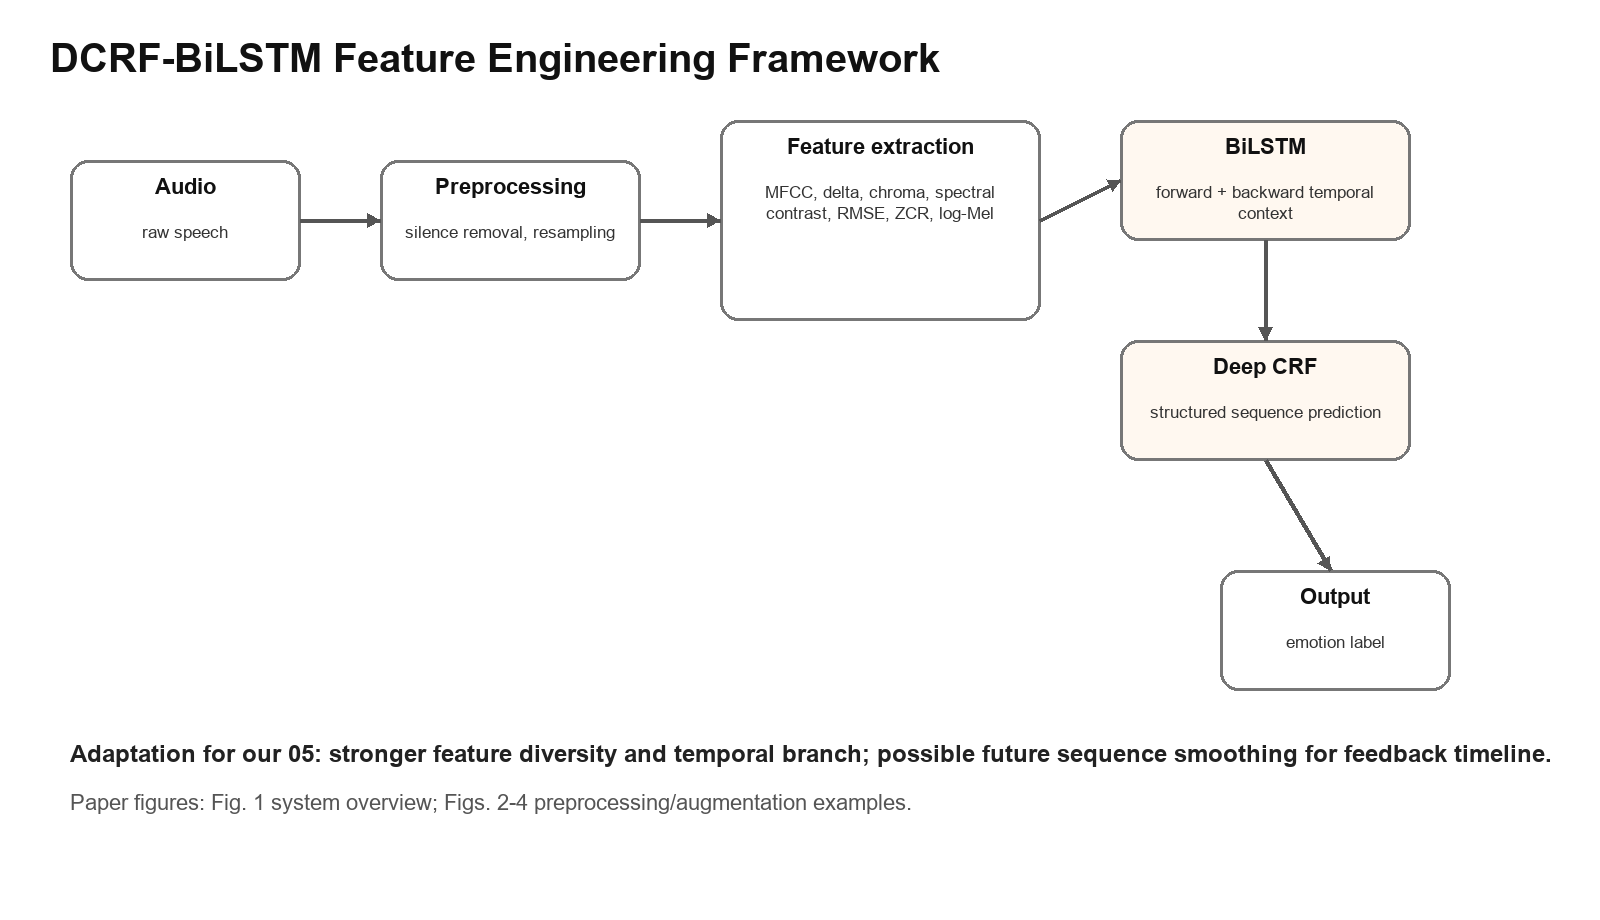 DCRF-BiLSTM Feature Engineering Framework
Audio
raw speech
Preprocessing
silence removal, resampling
Feature extraction
MFCC, delta, chroma, spectral
contrast, RMSE, ZCR, log-Mel
BiLSTM
forward + backward temporal
context
Deep CRF
structured sequence prediction
Output
emotion label
Adaptation for our 05: stronger feature diversity and temporal branch; possible future sequence smoothing for feedback timeline.
Paper figures: Fig. 1 system overview; Figs. 2-4 preprocessing/augmentation examples.